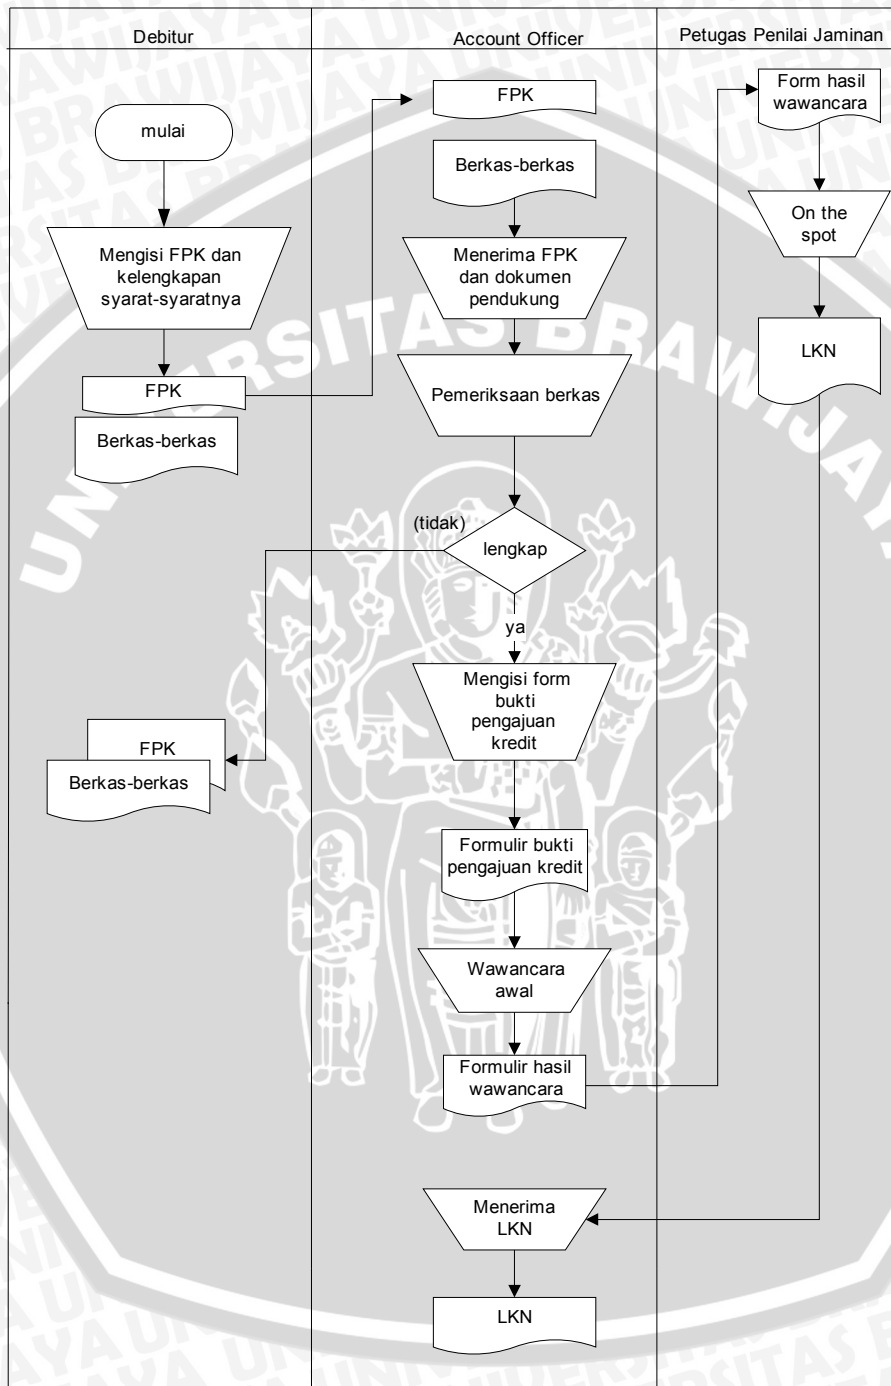 Debitur
Account Officer
Petugas Penilai Jaminan
mulai
Mengisi FPK dan
kelengkapan
syarat-syaratnya
FPK
Berkas-berkas
FPK
Berkas-berkas
FPK
Berkas-berkas
Menerima FPK
dan dokumen
pendukung
Pemeriksaan berkas
(tidak)
lengkap
ya
Mengisi form
bukti
pengajuan
kredit
Formulir bukti
pengajuan kredit
Wawancara
awal
Formulir hasil
wawancara
Menerima
LKN
LKN
Form hasil
wawancara
On the
spot
LKN
UNIVERSITAS BRAWIJAYA